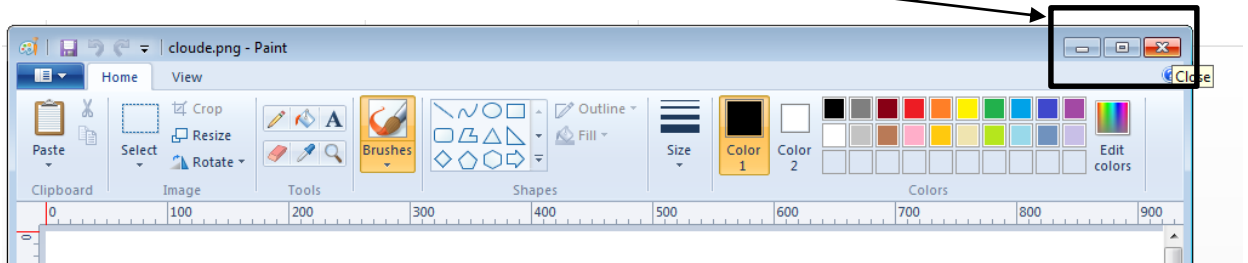 cloude.png - Paint
Home View
Close
Crop
Outline
Resize
Fill
Paste Select Rotate A Brushes Size Color 1 Color 2 Edit colors
Clipboard Image Tools Shapes Colors
0 100 200 300 400 500 600 700 800 900
0